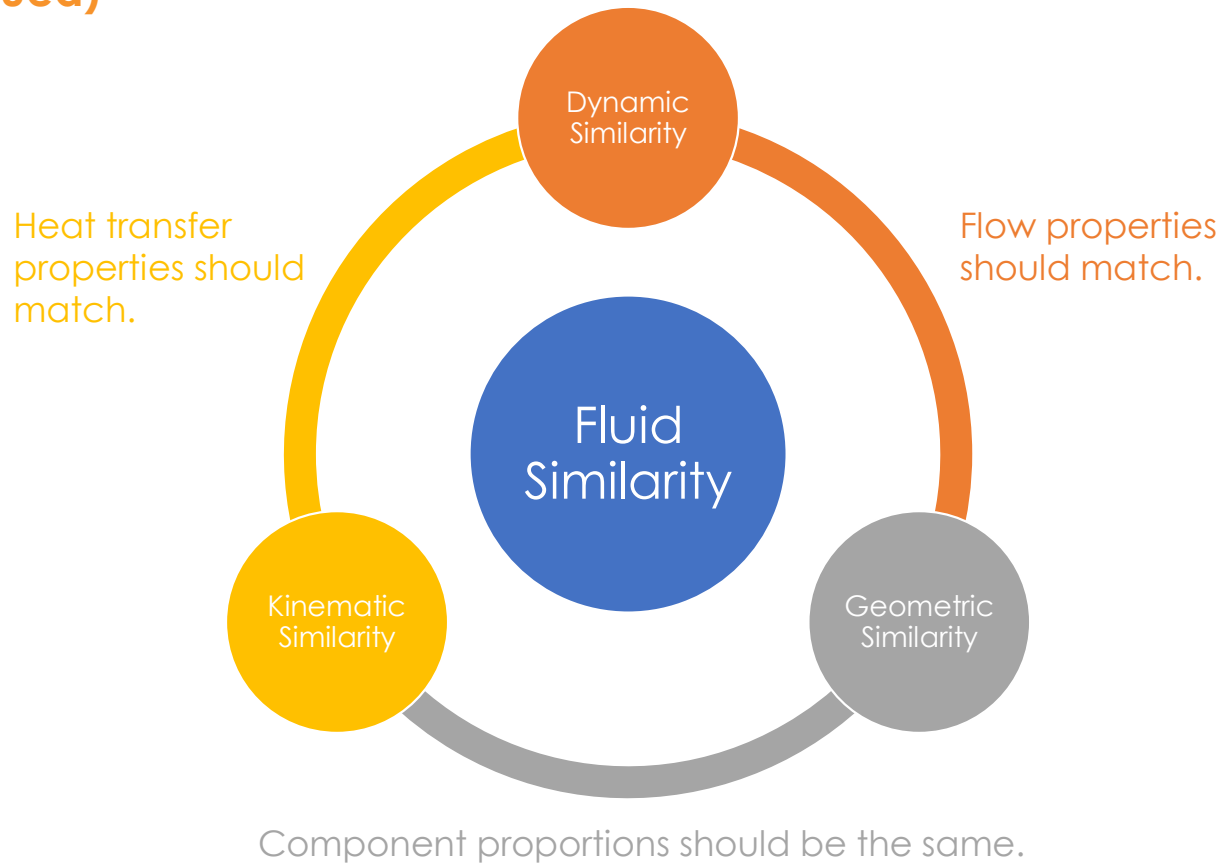 Dynamic
Similarity
Heat transfer
properties should
match.
Flow properties
should match.
Fluid
Similarity
Kinematic
Similarity
Geometric
Similarity
Component proportions should be the same.